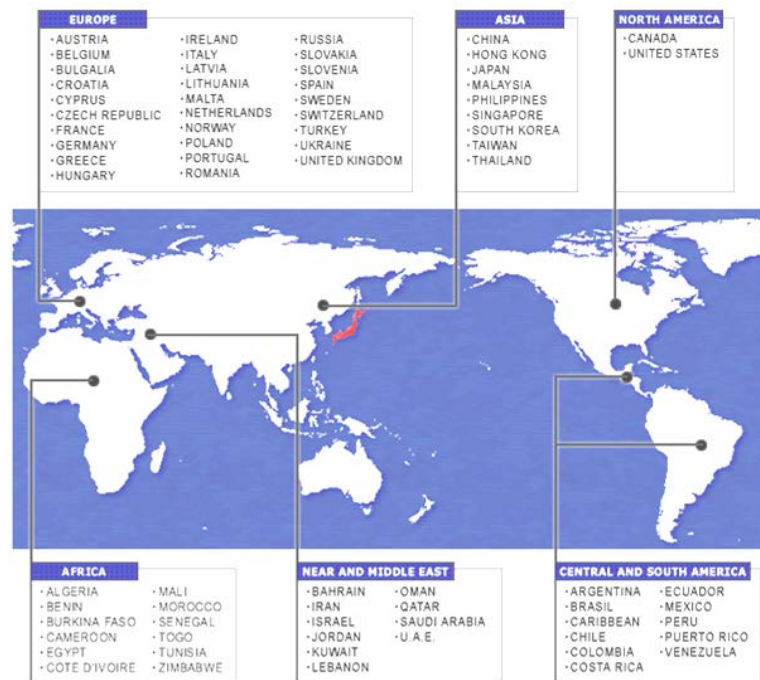 EUROPE
· AUSTRIA
· BELGIUM
· BULGALIA
· CROATIA
· CYPRUS
· CZECH REPUBLIC
· FRANCE
· GERMANY
· GREECE
· HUNGARY
· IRELAND
· ITALY
· LATVIA
· LITHUANIA
· MALTA
· NETHERLANDS
· NORWAY
· POLAND
· PORTUGAL
· ROMANIA
· RUSSIA
· SLOVAKIA
· SLOVENIA
· SPAIN
· SWEDEN
· SWITZERLAND
· TURKEY
· UKRAINE
· UNITED KINGDOM
ASIA
· CHINA
· HONG KONG
· JAPAN
· MALAYSIA
· PHILIPPINES
· SINGAPORE
· SOUTH KOREA
· TAIWAN
· THAILAND
NORTH AMERICA
· CANADA
· UNITED STATES
AFRICA
· ALGERIA
· BENIN
· BURKINA FASO
· CAMEROON
· EGYPT
· COTE D'IVOIRE
· MALI
· MOROCCO
· SENEGAL
· TOGO
· TUNISIA
· ZIMBABWE
NEAR AND MIDDLE EAST
· BAHRAIN
· IRAN
· ISRAEL
· JORDAN
· KUWAIT
· LEBANON
· OMAN
· QATAR
· SAUDI ARABIA
· U.A.E.
CENTRAL AND SOUTH AMERICA
· ARGENTINA
· BRASIL
· CARIBBEAN
· CHILE
· COLOMBIA
· COSTA RICA
· ECUADOR
· MEXICO
· PERU
· PUERTO RICO
· VENEZUELA